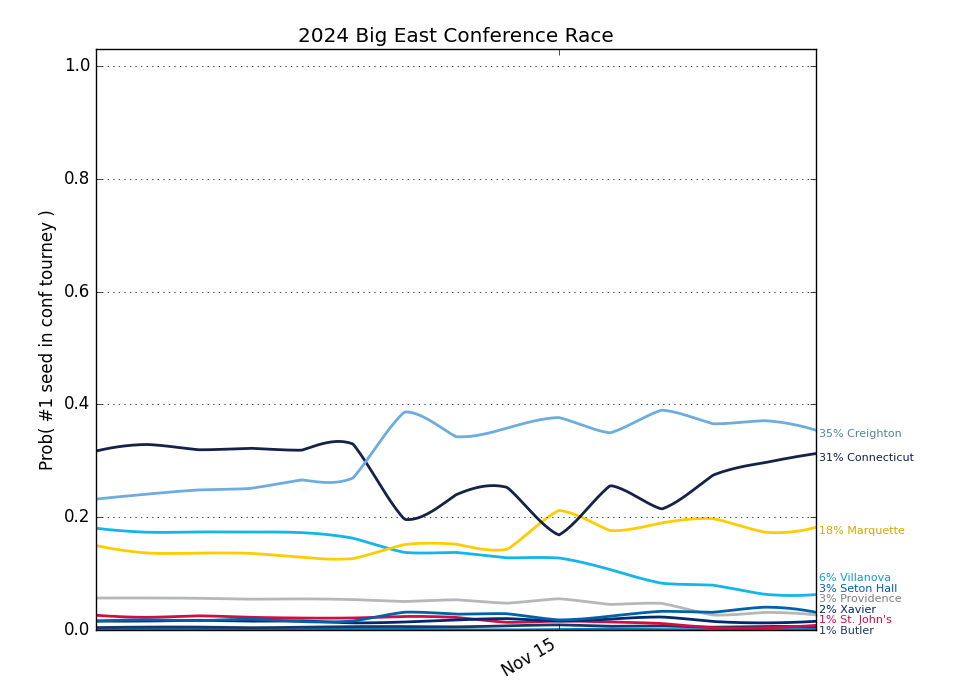 2024 Big East Conference Race
Prob( #1 seed in conf tourney )
1.0
0.8
0.6
0.4
0.2
0.0
Nov 15
35% Creighton
31% Connecticut
18% Marquette
6% Villanova
3% Seton Hall
3% Providence
2% Xavier
1% St. John's
1% Butler